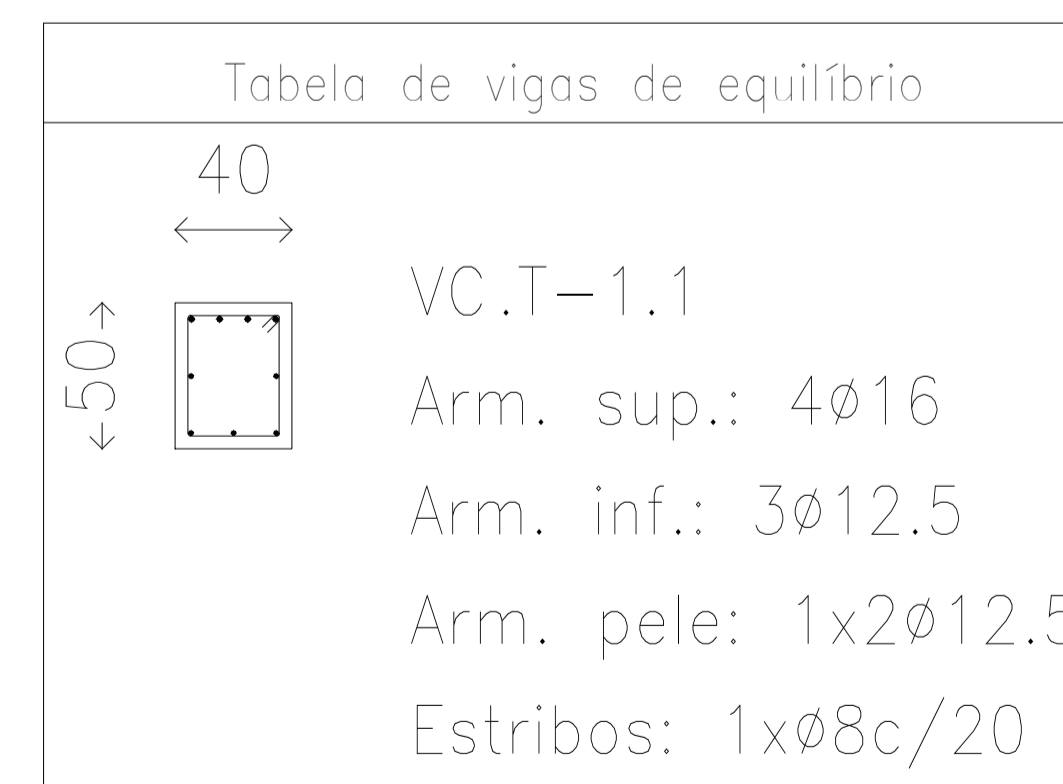 Tabela de vigas de equilíbrio
40
50
VC.T-1.1
Arm. sup.: 4ø16
Arm. inf.: 3ø12.5
Arm. pele: 1x2ø12.5
Estribos: 1xø8c/20